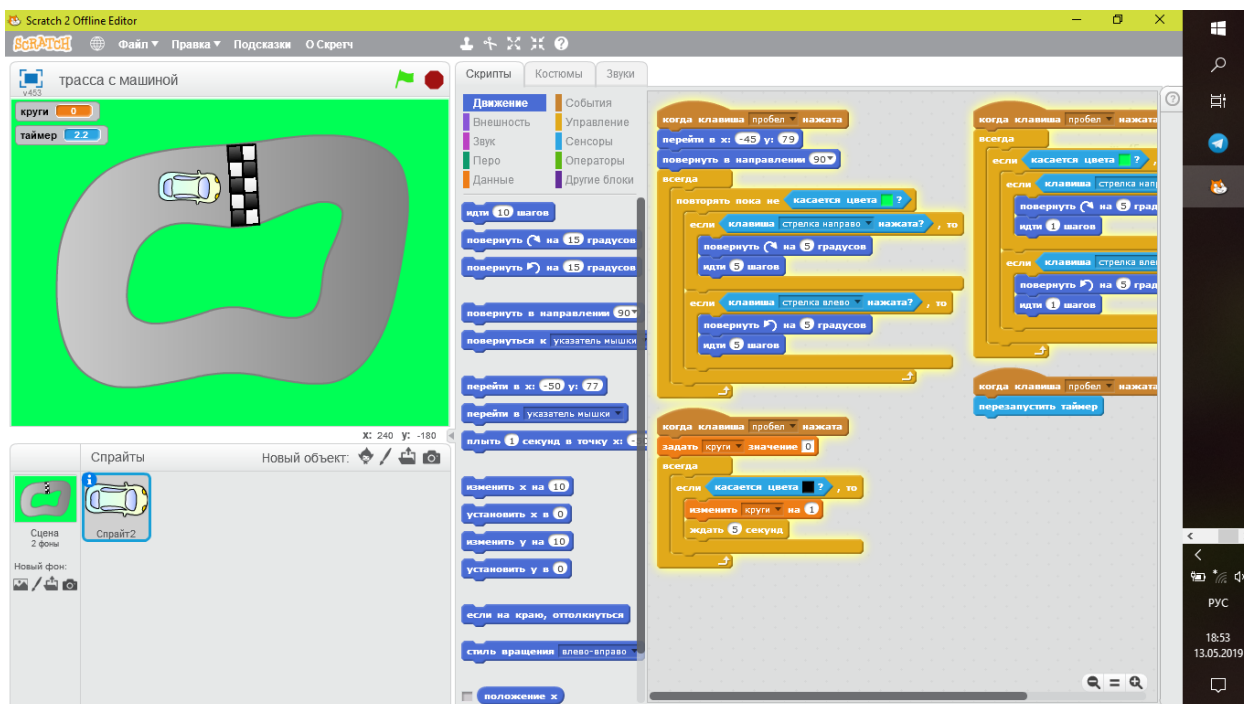 Scratch 2 Offline Editor
SCRATCH Файл Правка Подсказки О Скретч
v453
трасса с машиной
круги 0
таймер 2.2
x: 240 y: -180
Спрайты
Новый объект:
Сцена
2 фоны
Спрайт2
Новый фон:
Скрипты Костюмы Звуки
Движение События
Внешность Управление
Звук Сенсоры
Перо Операторы
Данные Другие блоки
идти 10 шагов
повернуть на 15 градусов
повернуть на 15 градусов
повернуть в направлении 90
повернуться к указатель мышки
перейти в x: -50 y: 77
перейти в указатель мышки
плыть 1 секунд в точку x:
изменить x на 10
установить x в 0
изменить y на 10
установить y в 0
если на краю, оттолкнуться
стиль вращения влево-вправо
положение x
когда клавиша пробел нажата
перейти в x: -45 y: 79
повернуть в направлении 90
всегда
повторять пока не касается цвета ?
если клавиша стрелка направо нажата? , то
повернуть на 5 градусов
идти 5 шагов
если клавиша стрелка влево нажата? , то
повернуть на 5 градусов
идти 5 шагов
когда клавиша пробел нажата
задать круги значение 0
всегда
если касается цвета ? , то
изменить круги на 1
ждать 5 секунд
когда клавиша пробел нажата
всегда
если касается цвета ? ,
если клавиша стрелка напр
повернуть на 5 град
идти 1 шагов
если клавиша стрелка влев
повернуть на 5 град
идти 1 шагов
когда клавиша пробел нажата
перезапустить таймер
РУС
18:53
13.05.2019